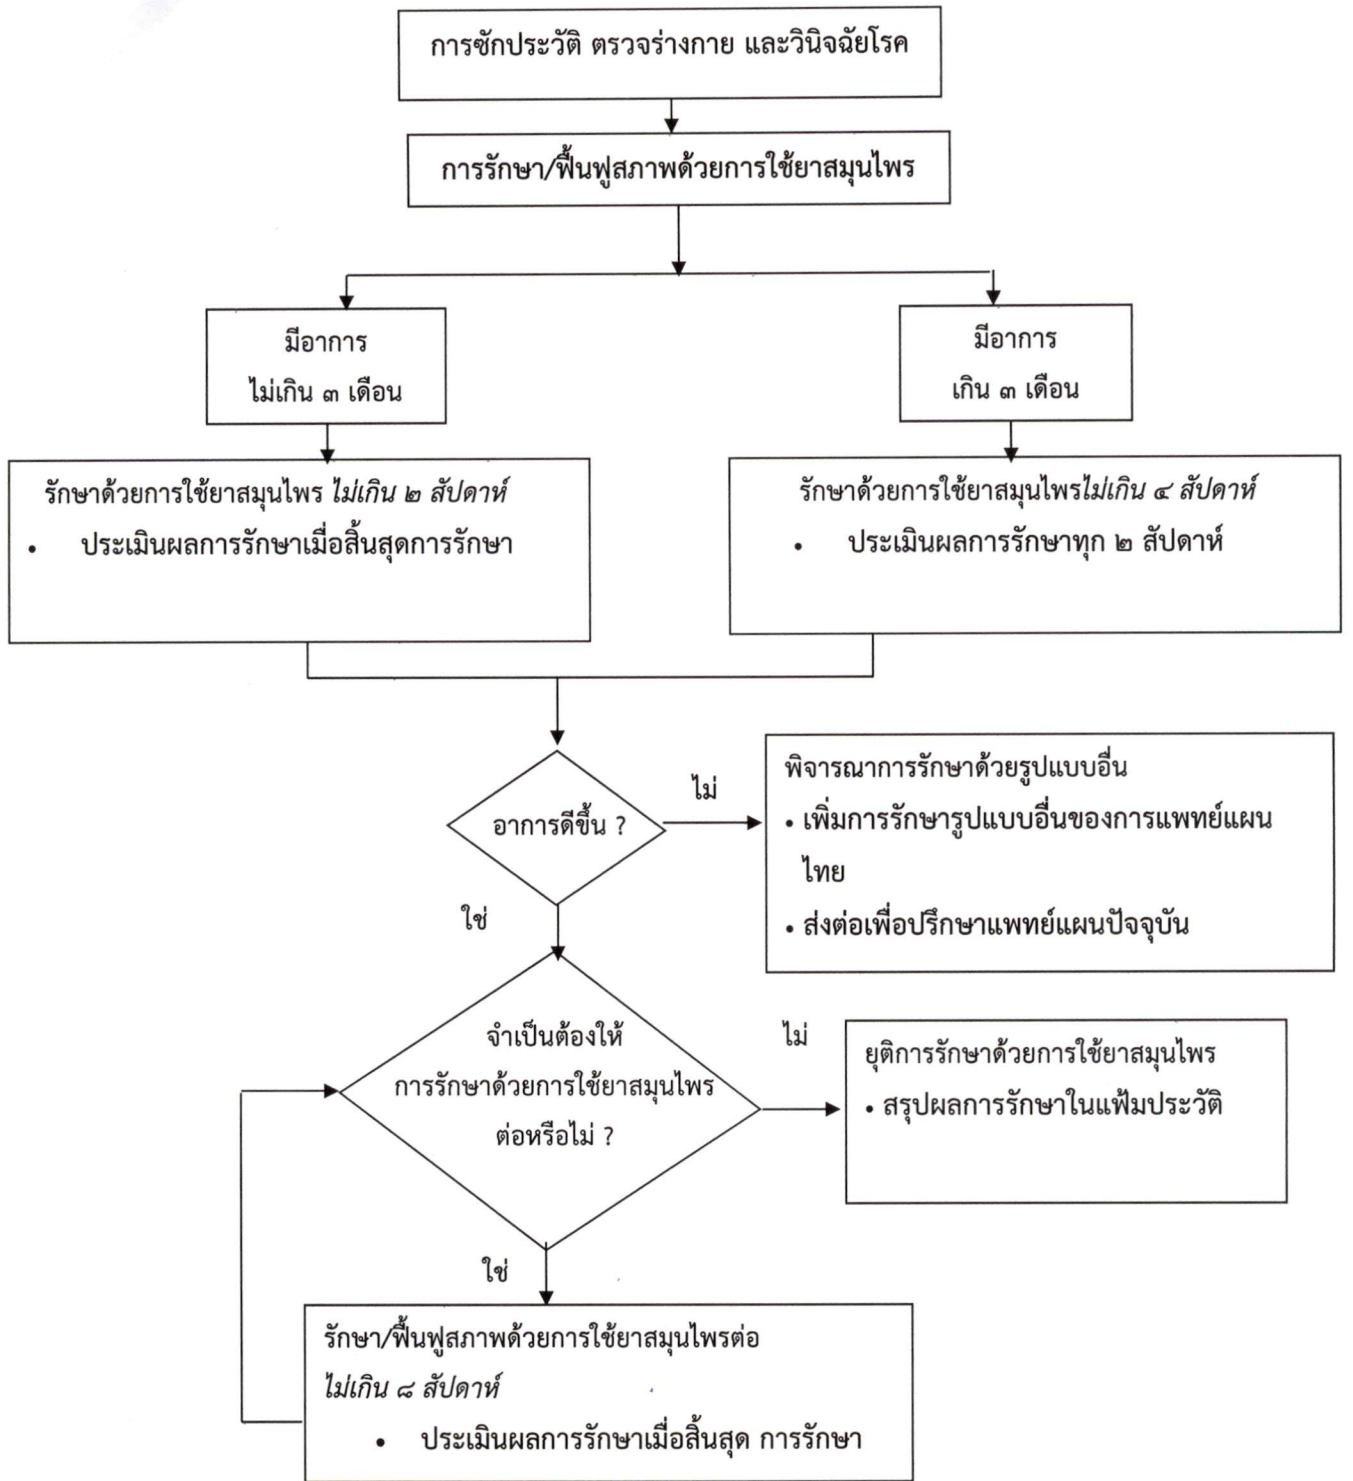 การซักประวัติ ตรวจร่างกาย และวินิจฉัยโรค
การรักษา/ฟื้นฟูสภาพด้วยการใช้ยาสมุนไพร
มีอาการ
ไม่เกิน ๓ เดือน
มีอาการ
เกิน ๓ เดือน
รักษาด้วยการใช้ยาสมุนไพร ไม่เกิน ๒ สัปดาห์
• ประเมินผลการรักษาเมื่อสิ้นสุดการรักษา
รักษาด้วยการใช้ยาสมุนไพรไม่เกิน ๔ สัปดาห์
• ประเมินผลการรักษาทุก ๒ สัปดาห์
อาการดีขึ้น ?
ไม่
พิจารณาการรักษาด้วยรูปแบบอื่น
• เพิ่มการรักษารูปแบบอื่นของการแพทย์แผน
ไทย
• ส่งต่อเพื่อปรึกษาแพทย์แผนปัจจุบัน
ใช่
จำเป็นต้องให้
การรักษาด้วยการใช้ยาสมุนไพร
ต่อหรือไม่ ?
ไม่
ยุติการรักษาด้วยการใช้ยาสมุนไพร
• สรุปผลการรักษาในแฟ้มประวัติ
ใช่
รักษา/ฟื้นฟูสภาพด้วยการใช้ยาสมุนไพรต่อ
ไม่เกิน ๘ สัปดาห์
• ประเมินผลการรักษาเมื่อสิ้นสุด การรักษา